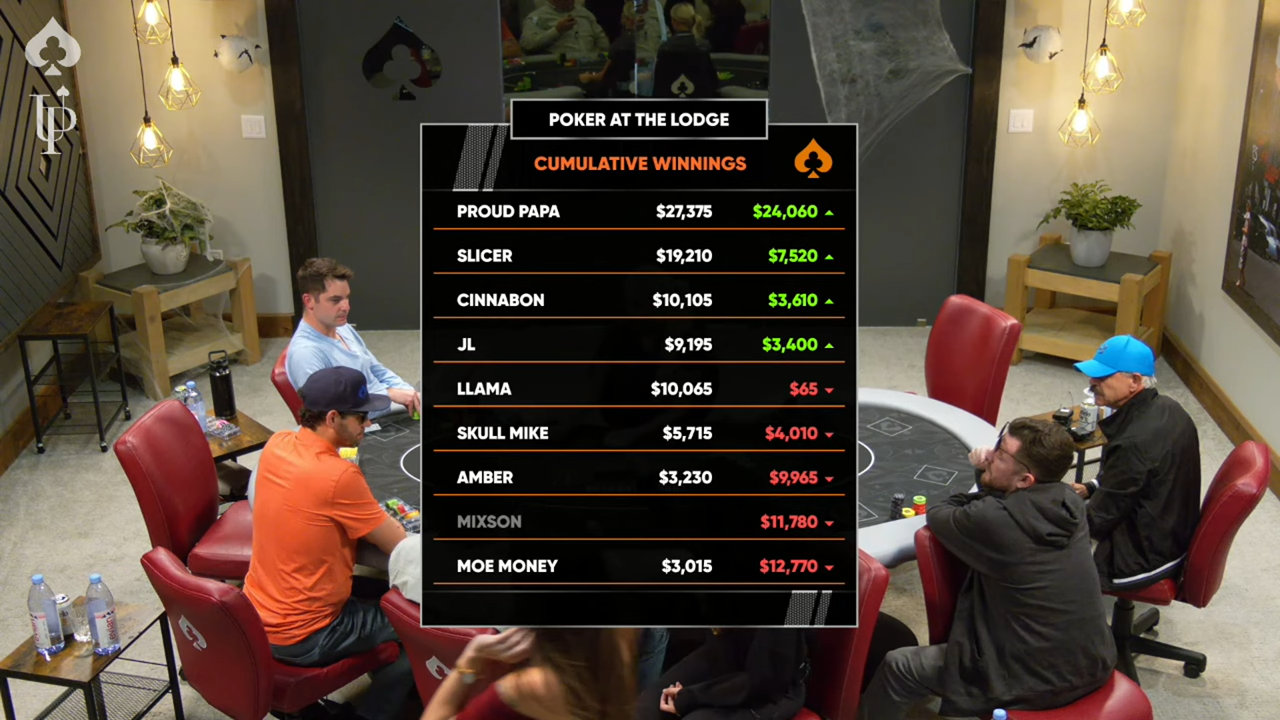 UP
POKER AT THE LODGE
CUMULATIVE WINNINGS
PROUD PAPA $27,375 $24,060
SLICER $19,210 $7,520
CINNABON $10,105 $3,610
JL $9,195 $3,400
LLAMA $10,065 $65
SKULL MIKE $5,715 $4,010
AMBER $3,230 $9,965
MIXSON $11,780
MOE MONEY $3,015 $12,770